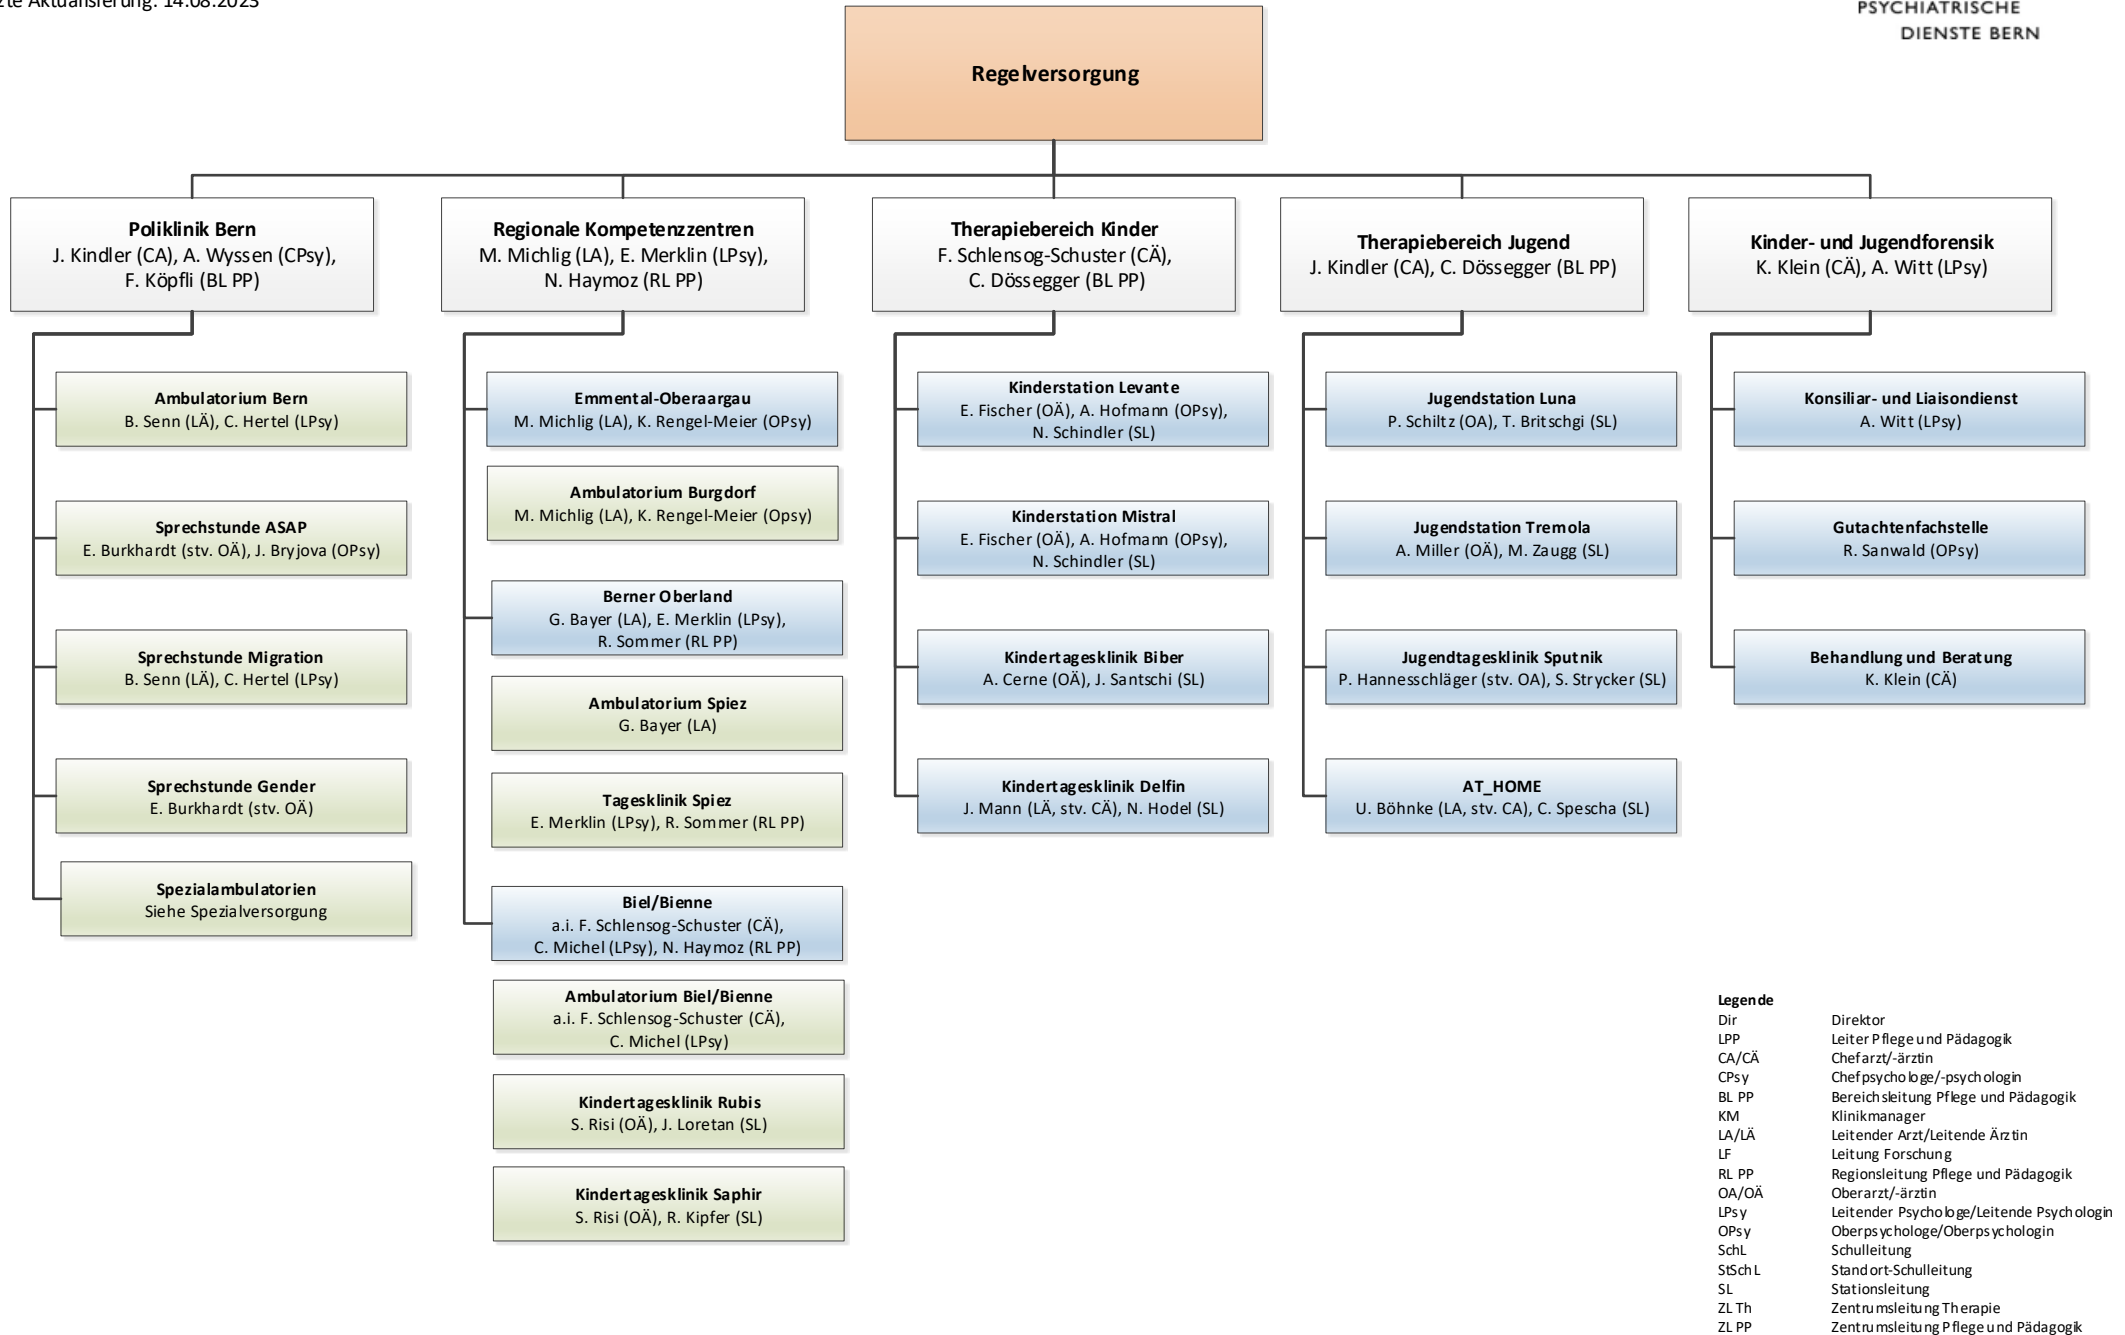 Aktualisierung: 14.08.2023
PSYCHIATRISCHE
DIENSTE BERN
Regelversorgung
Poliklinik Bern
J. Kindler (CA), A. Wyssen (CPsy),
F. Köpfli (BL PP)
Regionale Kompetenzzentren
M. Michlig (LA), E. Merklin (LPsy),
N. Haymoz (RL PP)
Therapiebereich Kinder
F. Schlensog-Schuster (CÄ),
C. Dössegger (BL PP)
Therapiebereich Jugend
J. Kindler (CA), C. Dössegger (BL PP)
Kinder- und Jugendforensik
K. Klein (CÄ), A. Witt (LPsy)
Ambulatorium Bern
B. Senn (LÄ), C. Hertel (LPsy)
Sprechstunde ASAP
E. Burkhardt (stv. OÄ), J. Bryjova (OPsy)
Sprechstunde Migration
B. Senn (LÄ), C. Hertel (LPsy)
Sprechstunde Gender
E. Burkhardt (stv. OÄ)
Spezialambulatorien
Siehe Spezialversorgung
Emmental-Oberaargau
M. Michlig (LA), K. Rengel-Meier (OPsy)
Ambulatorium Burgdorf
M. Michlig (LA), K. Rengel-Meier (Opsy)
Berner Oberland
G. Bayer (LA), E. Merklin (LPsy),
R. Sommer (RL PP)
Ambulatorium Spiez
G. Bayer (LA)
Tagesklinik Spiez
E. Merklin (LPsy), R. Sommer (RL PP)
Biel/Bienne
a.i. F. Schlensog-Schuster (CÄ),
C. Michel (LPsy), N. Haymoz (RL PP)
Ambulatorium Biel/Bienne
a.i. F. Schlensog-Schuster (CÄ),
C. Michel (LPsy)
Kindertagesklinik Rubis
S. Risi (OÄ), J. Loretan (SL)
Kindertagesklinik Saphir
S. Risi (OÄ), R. Kipfer (SL)
Kinderstation Levante
E. Fischer (OÄ), A. Hofmann (OPsy),
N. Schindler (SL)
Kinderstation Mistral
E. Fischer (OÄ), A. Hofmann (OPsy),
N. Schindler (SL)
Kindertagesklinik Biber
A. Cerne (OÄ), J. Santschi (SL)
Kindertagesklinik Delfin
J. Mann (LÄ, stv. CÄ), N. Hodel (SL)
Jugendstation Luna
P. Schiltz (OA), T. Britschgi (SL)
Jugendstation Tremola
A. Miller (OÄ), M. Zaugg (SL)
Jugendtagesklinik Sputnik
P. Hannesschläger (stv. OA), S. Strycker (SL)
AT_HOME
U. Böhnke (LA, stv. CA), C. Spescha (SL)
Konsiliar- und Liaisondienst
A. Witt (LPsy)
Gutachtenfachstelle
R. Sanwald (OPsy)
Behandlung und Beratung
K. Klein (CÄ)
Legende
Dir Direktor
LPP Leiter Pflege und Pädagogik
CA/CÄ Chefarzt/-ärztin
CPsy Chefpsychologe/-psychologin
BL PP Bereichsleitung Pflege und Pädagogik
KM Klinikmanager
LA/LÄ Leitender Arzt/Leitende Ärztin
LF Leitung Forschung
RL PP Regionsleitung Pflege und Pädagogik
OA/OÄ Oberarzt/-ärztin
LPsy Leitender Psychologe/Leitende Psychologin
OPsy Oberpsychologe/Oberpsychologin
SchL Schulleitung
StSchL Standort-Schulleitung
SL Stationsleitung
ZL Th Zentrumsleitung Therapie
ZL PP Zentrumsleitung Pflege und Pädagogik